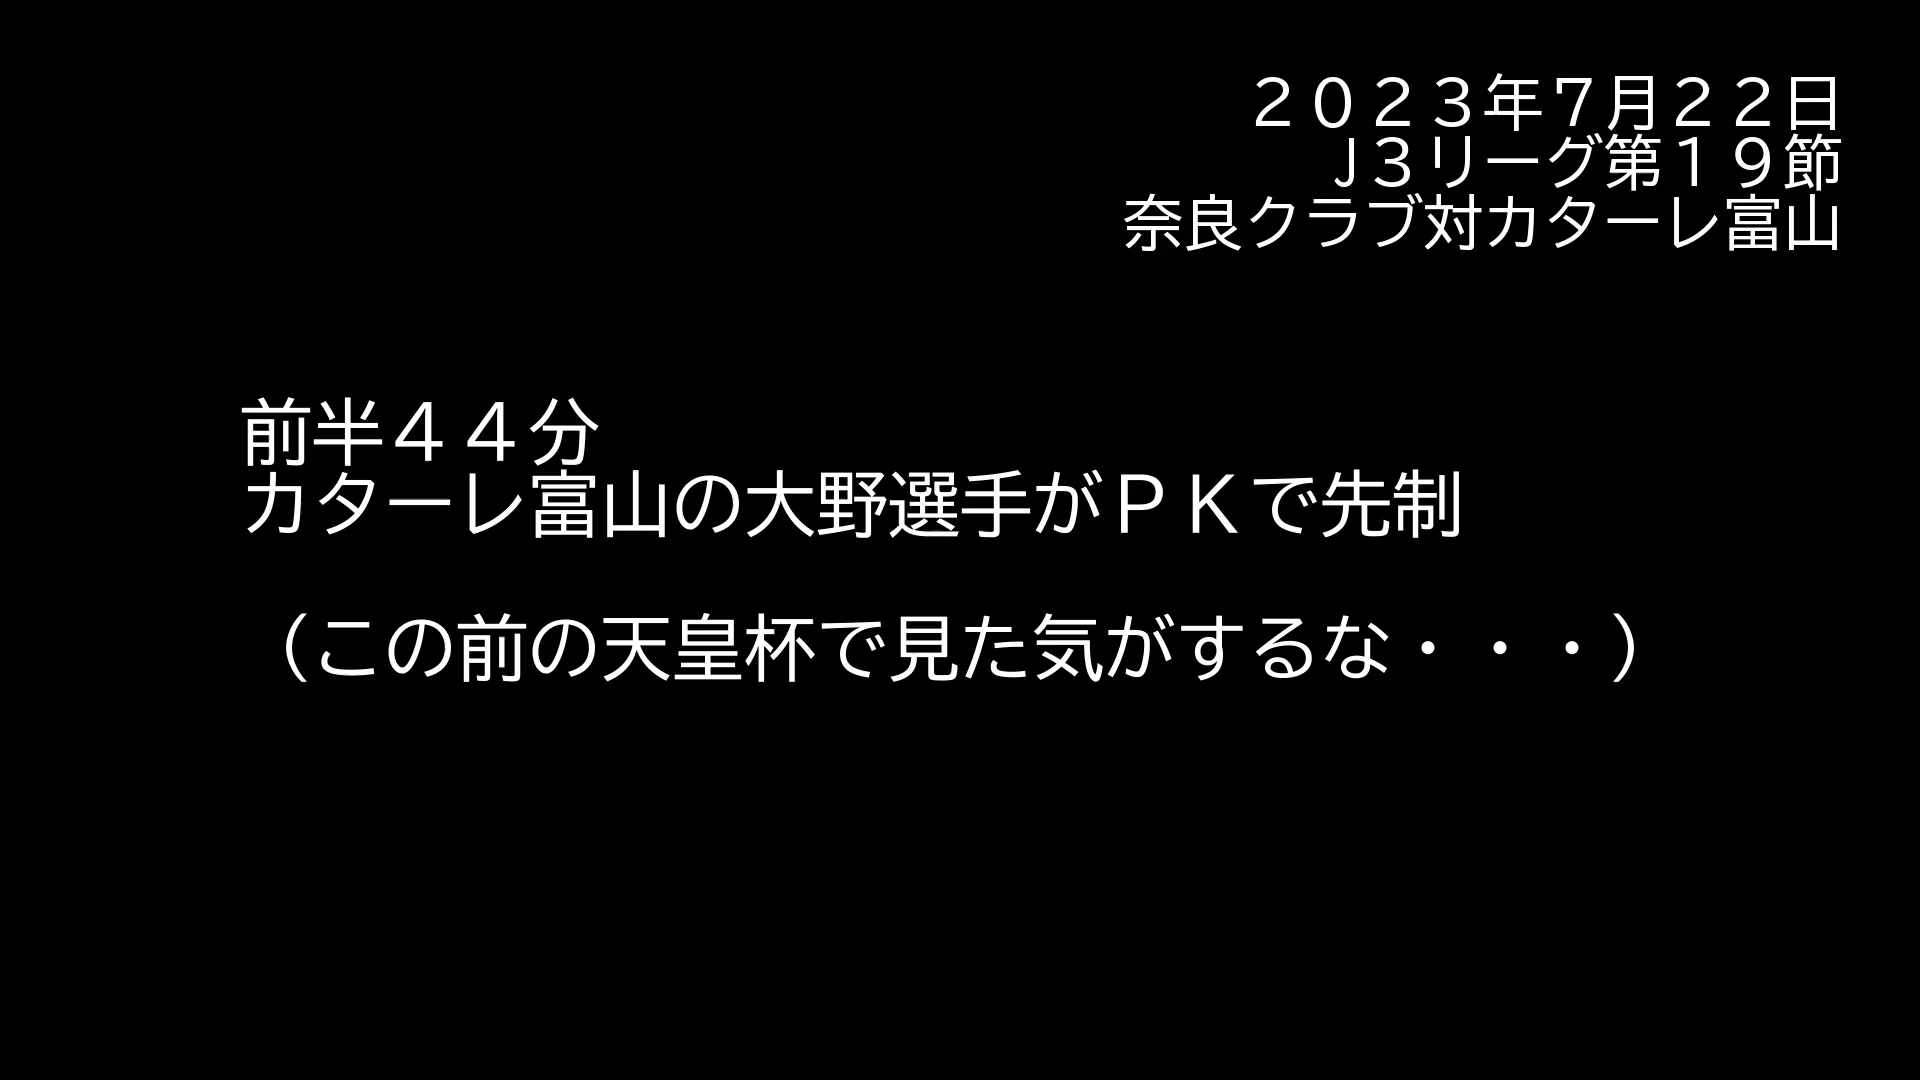 ２０２３年７月２２日
Ｊ３リーグ第１９節
奈良クラブ対カターレ富山
前半４４分
カターレ富山の大野選手がＰＫで先制
（この前の天皇杯で見た気がするな・・・）